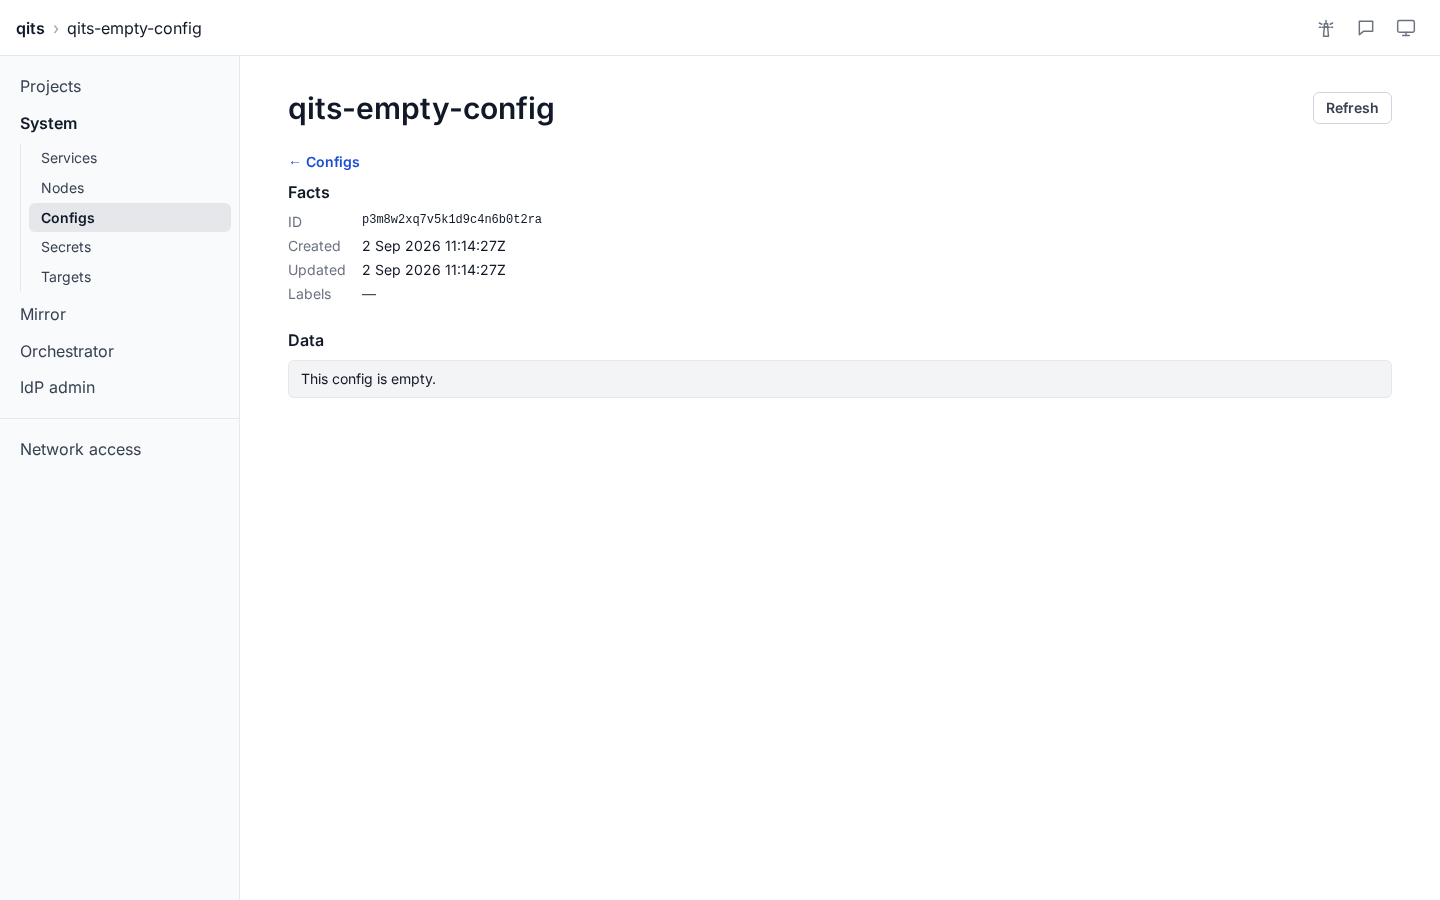 qits › qits-empty-config
Projects
System
Services
Nodes
Configs
Secrets
Targets
Mirror
Orchestrator
IdP admin
Network access
qits-empty-config
Refresh
← Configs
Facts
ID p3m8w2xq7v5k1d9c4n6b0t2ra
Created 2 Sep 2026 11:14:27Z
Updated 2 Sep 2026 11:14:27Z
Labels —
Data
This config is empty.